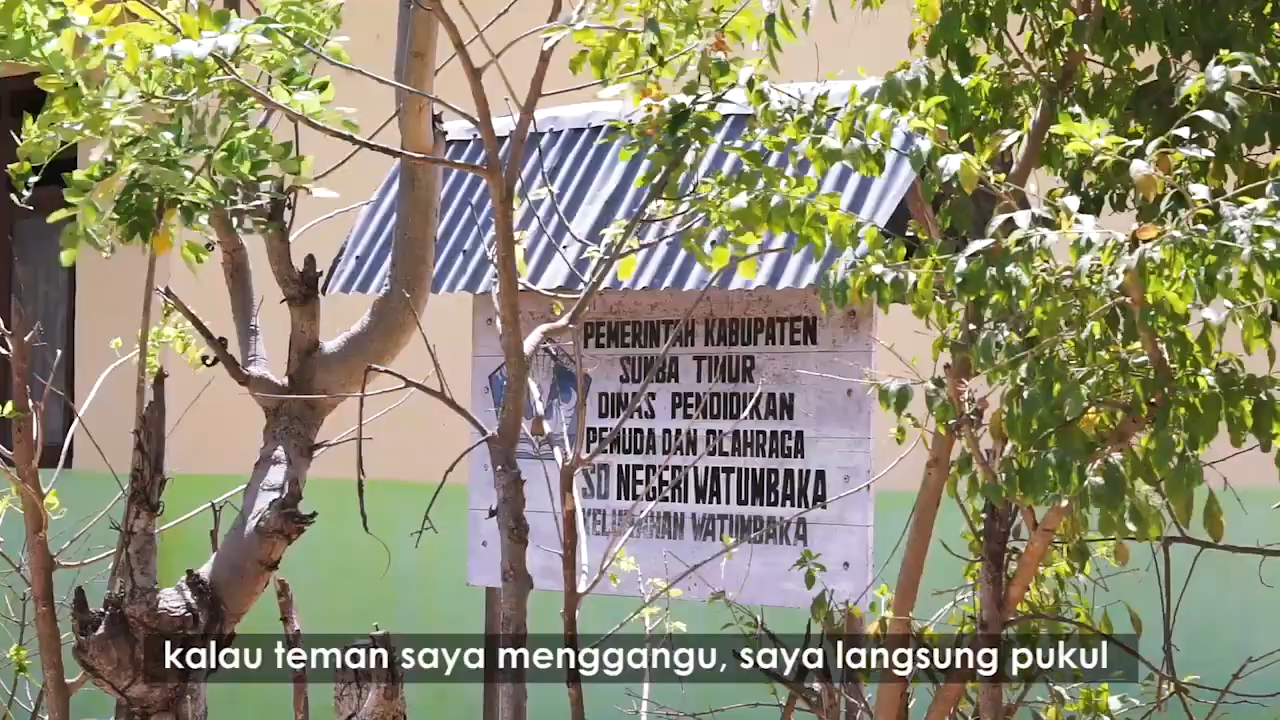 PEMERINTAH KABUPATEN
SUMBA TIMUR
DINAS PENDIDIKAN
PEMUDA DAN OLAHRAGA
SD NEGERI WATUMBAKA
KELURAHAN WATUMBAKA
kalau teman saya menggangu, saya langsung pukul